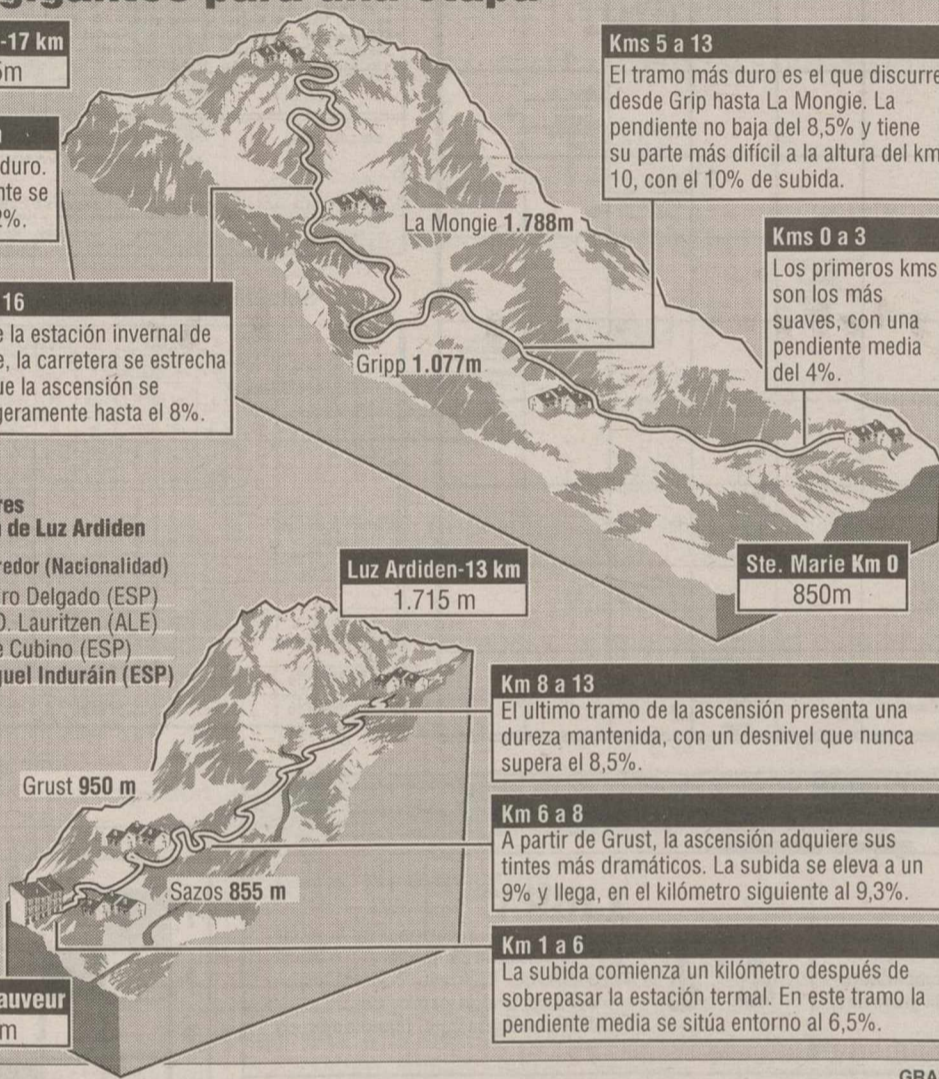 gigantes para una etapa
-17 km
5m
duro.
nte se
2%.
16
e la estación invernal de
e, la carretera se estrecha
ue la ascensión se
geramente hasta el 8%.
Kms 5 a 13
El tramo más duro es el que discurre
desde Grip hasta La Mongie. La
pendiente no baja del 8,5% y tiene
su parte más difícil a la altura del km
10, con el 10% de subida.
Kms 0 a 3
Los primeros kms
son los más
suaves, con una
pendiente media
del 4%.
La Mongie 1.788m
Gripp 1.077m
Ste. Marie Km 0
850m
res
de Luz Ardiden
redor (Nacionalidad)
ro Delgado (ESP)
D. Lauritzen (ALE)
e Cubino (ESP)
guel Induráin (ESP)
Luz Ardiden-13 km
1.715 m
Grust 950 m
Sazos 855 m
auveur
m
Km 8 a 13
El ultimo tramo de la ascensión presenta una
dureza mantenida, con un desnivel que nunca
supera el 8,5%.
Km 6 a 8
A partir de Grust, la ascensión adquiere sus
tintes más dramáticos. La subida se eleva a un
9% y llega, en el kilómetro siguiente al 9,3%.
Km 1 a 6
La subida comienza un kilómetro después de
sobrepasar la estación termal. En este tramo la
pendiente media se sitúa entorno al 6,5%.
GRA